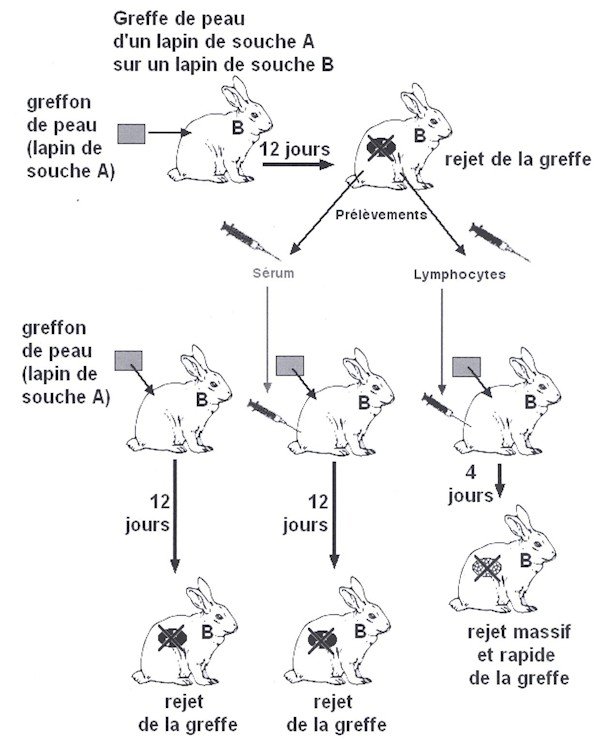 Greffe de peau
d'un lapin de souche A
sur un lapin de souche B
greffon
de peau
(lapin de
souche A)
B
12 jours
B
rejet de la greffe
Prélèvements
Sérum
Lymphocytes
greffon
de peau
(lapin de
souche A)
B
B
B
12
jours
12
jours
4
jours
B
rejet massif
et rapide
de la greffe
B
rejet
de la greffe
B
rejet
de la greffe